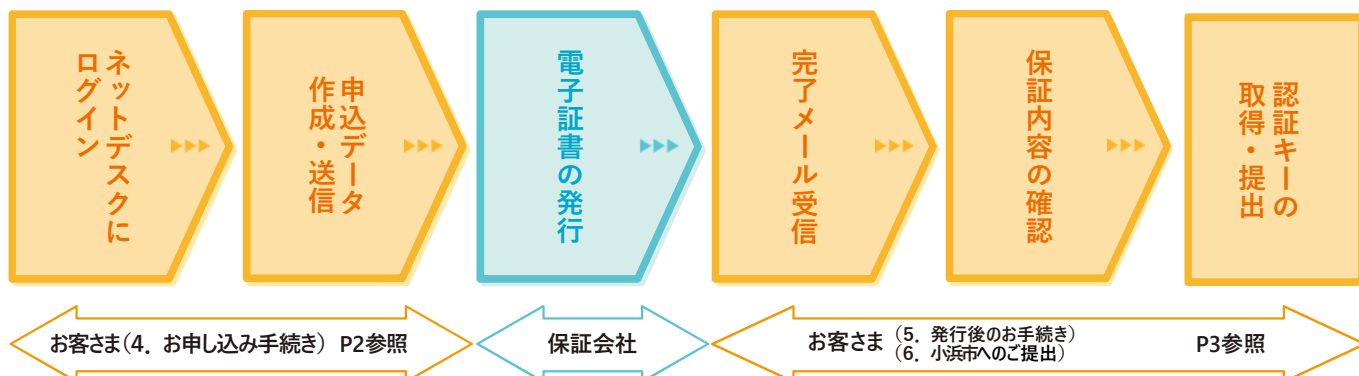 ネットデスクに
ログイン
申込データ
作成・送信
電子証書の発行
完了メール受信
保証内容の確認
認証キーの
取得・提出
お客さま（4．お申し込み手続き）P2参照
保証会社
お客さま（5．発行後のお手続き）
（6．小浜市へのご提出）
P3参照